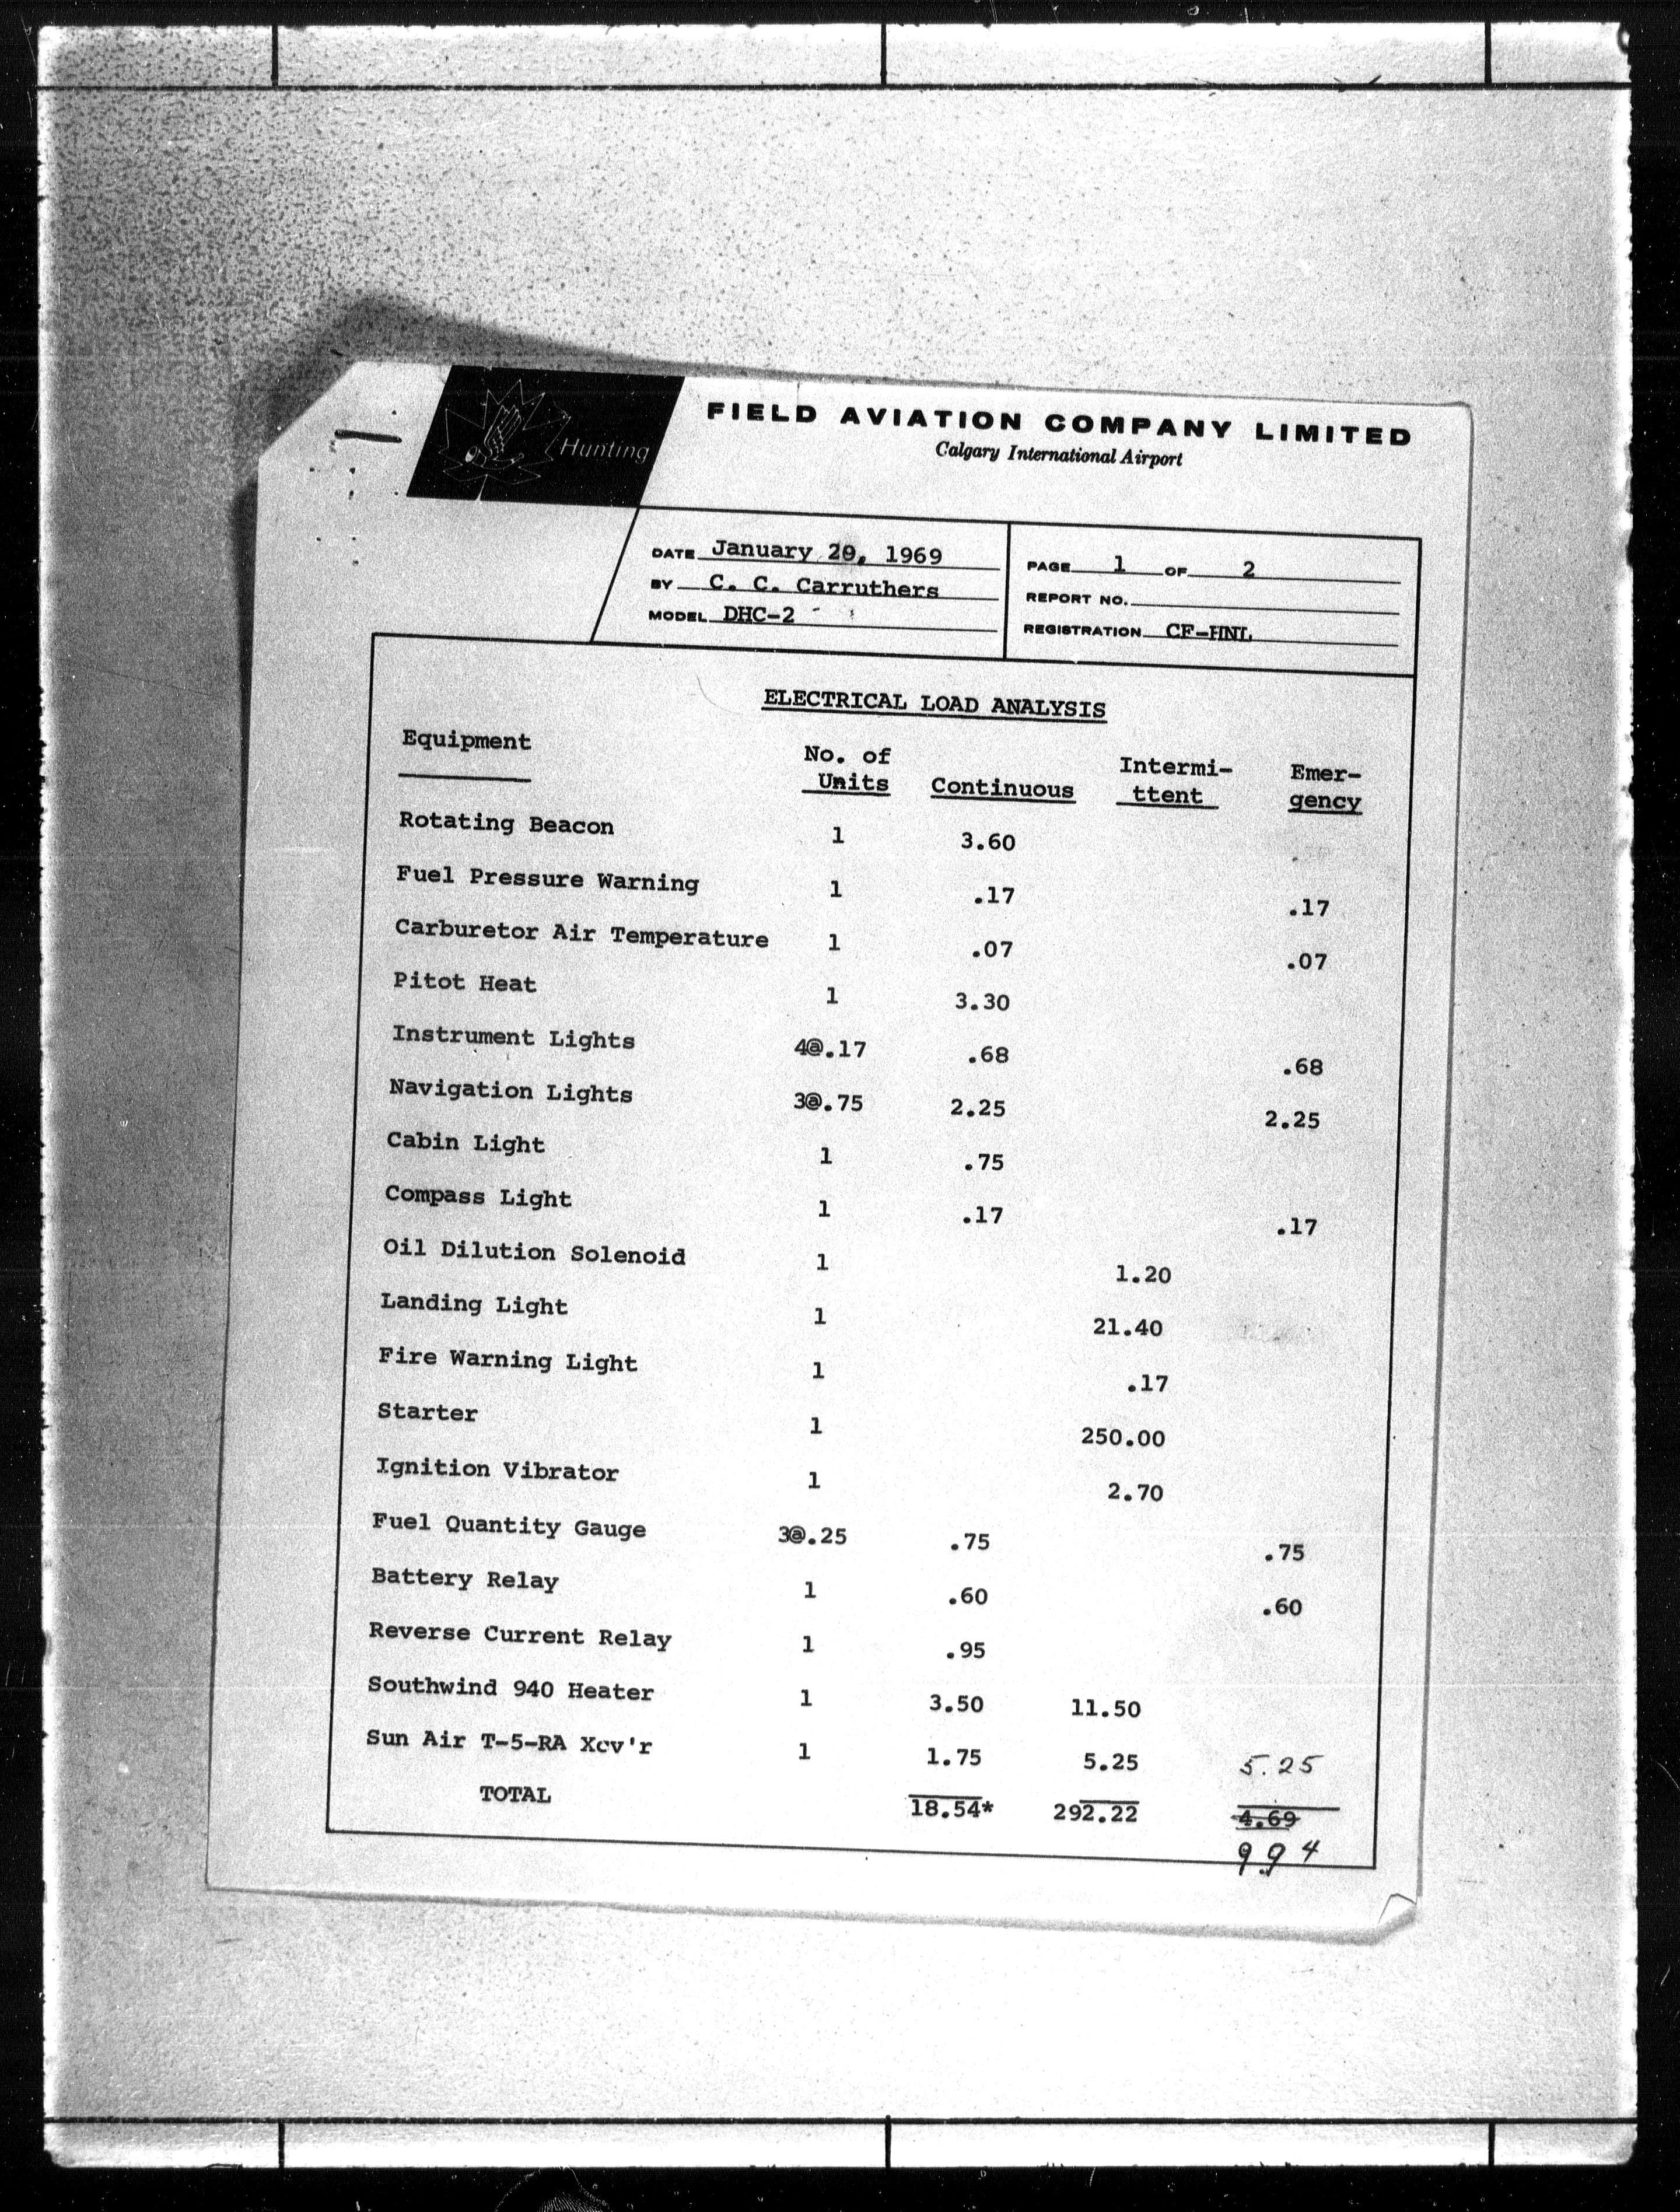 Hunting
FIELD AVIATION COMPANY LIMITED
Calgary International Airport
DATE January 20, 1969
BY C. C. Carruthers
MODEL DHC-2
PAGE 1 OF 2
REPORT NO.
REGISTRATION CF-HNL
ELECTRICAL LOAD ANALYSIS
Equipment No. of Units Continuous Intermi-ttent Emer-gency
Rotating Beacon 1 3.60
Fuel Pressure Warning 1 .17 .17
Carburetor Air Temperature 1 .07 .07
Pitot Heat 1 3.30
Instrument Lights 4@.17 .68 .68
Navigation Lights 3@.75 2.25 2.25
Cabin Light 1 .75
Compass Light 1 .17 .17
Oil Dilution Solenoid 1 1.20
Landing Light 1 21.40
Fire Warning Light 1 .17
Starter 1 250.00
Ignition Vibrator 1 2.70
Fuel Quantity Gauge 3@.25 .75 .75
Battery Relay 1 .60 .60
Reverse Current Relay 1 .95
Southwind 940 Heater 1 3.50 11.50
Sun Air T-5-RA Xcv'r 1 1.75 5.25 5.25
TOTAL 18.54* 292.22 4.69
9.94